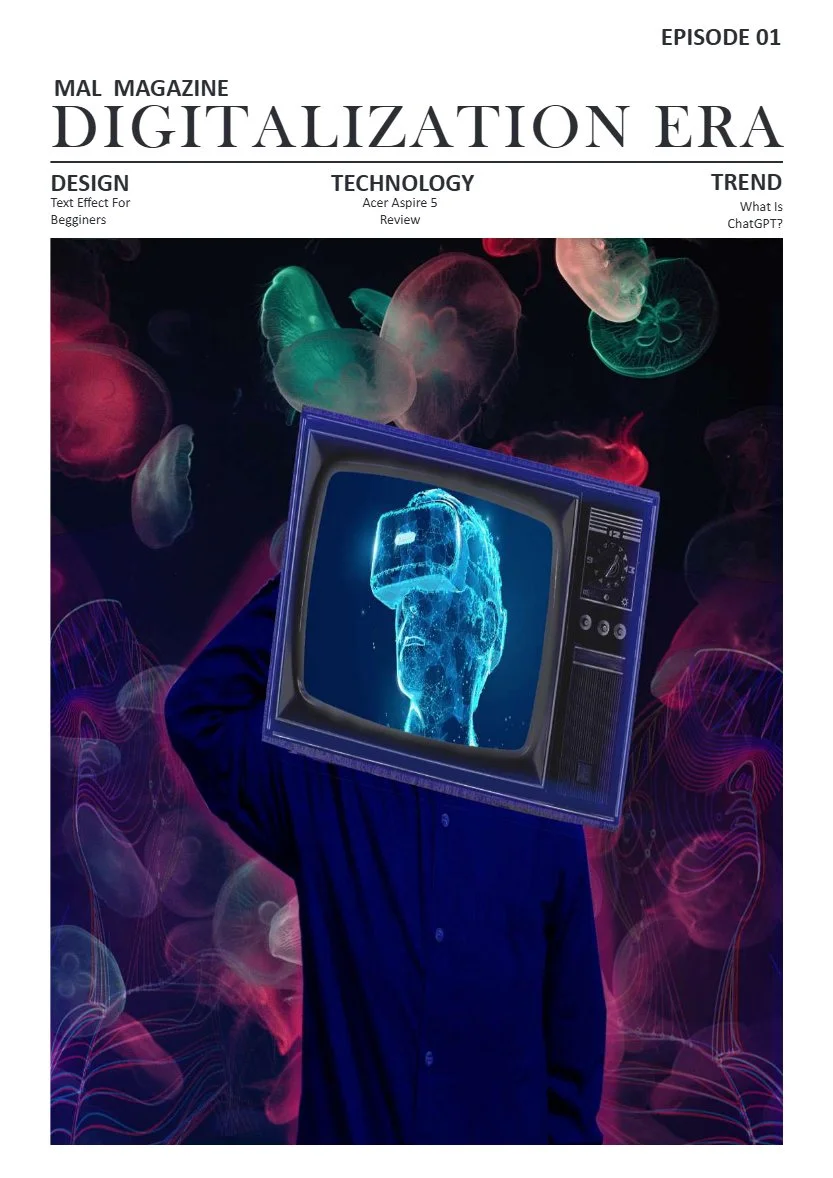 EPISODE 01
MAL MAGAZINE
DIGITALIZATION ERA
DESIGN
Text Effect For
Begginers
TECHNOLOGY
Acer Aspire 5
Review
TREND
What Is
ChatGPT?